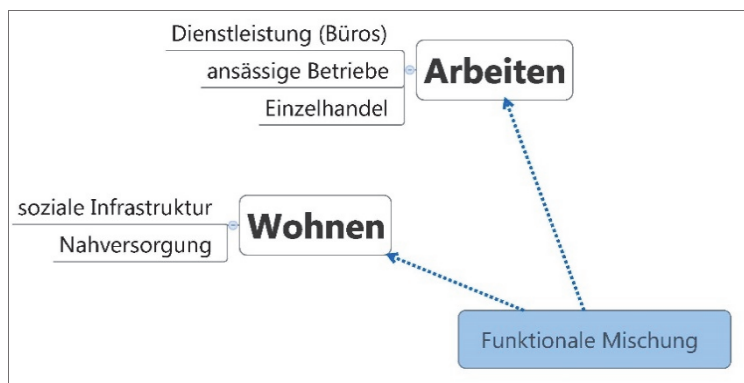 Dienstleistung (Büros)
ansässige Betriebe
Einzelhandel
Arbeiten
soziale Infrastruktur
Nahversorgung
Wohnen
Funktionale Mischung